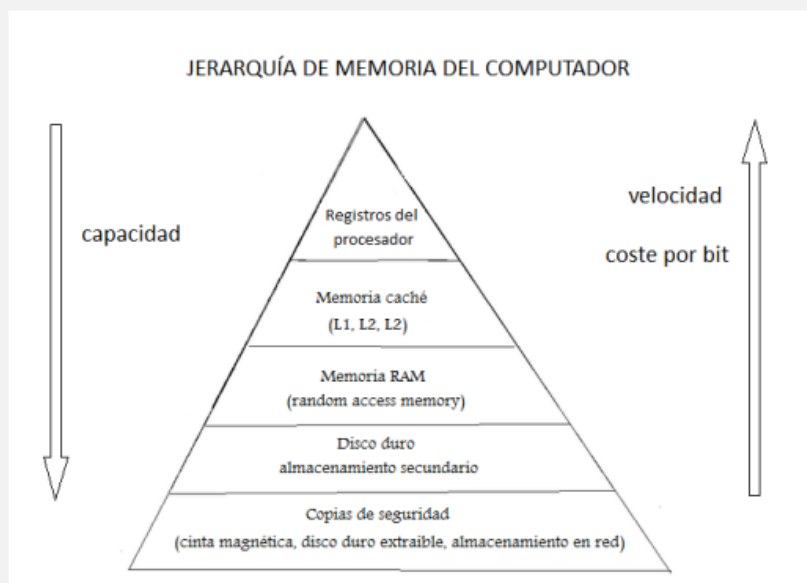 JERARQUÍA DE MEMORIA DEL COMPUTADOR
capacidad
velocidad
coste por bit
Registros del
procesador
Memoria caché
(L1, L2, L2)
Memoria RAM
(random access memory)
Disco duro
almacenamiento secundario
Copias de seguridad
(cinta magnética, disco duro extraible, almacenamiento en red)